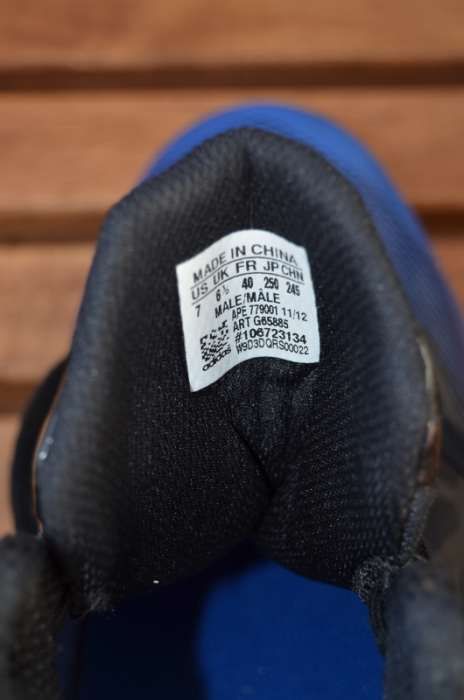 MADE IN CHINA
US UK FR JP CHN
7 6½ 40 250 245
MALE/MÂLE
APE 779001 11/12
ART G65885
#106723134
W9D3DQRS00022
adidas